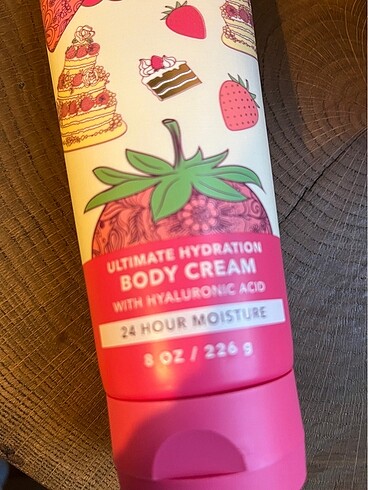 ULTIMATE HYDRATION
BODY CREAM
WITH HYALURONIC ACID
24 HOUR MOISTURE
8 OZ / 226 g